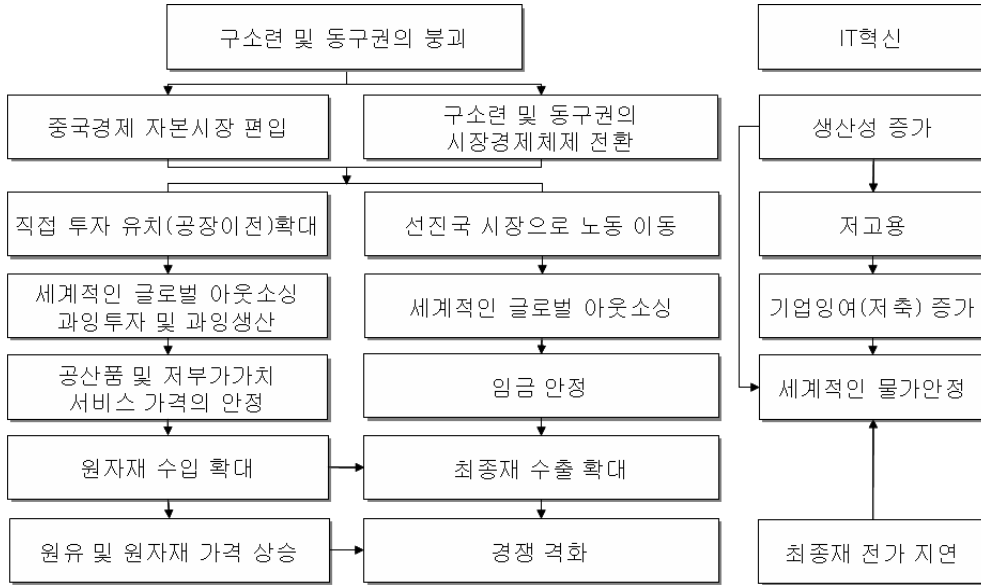 구소련 및 동구권의 붕괴
IT혁신
중국경제 자본시장 편입
구소련 및 동구권의
시장경제체제 전환
생산성 증가
직접 투자 유치(공장이전)확대
선진국 시장으로 노동 이동
저고용
세계적인 글로벌 아웃소싱
과잉투자 및 과잉생산
세계적인 글로벌 아웃소싱
기업잉여(저축) 증가
공산품 및 저부가가치
서비스 가격의 안정
임금 안정
세계적인 물가안정
원자재 수입 확대
최종재 수출 확대
원유 및 원자재 가격 상승
경쟁 격화
최종재 전가 지연